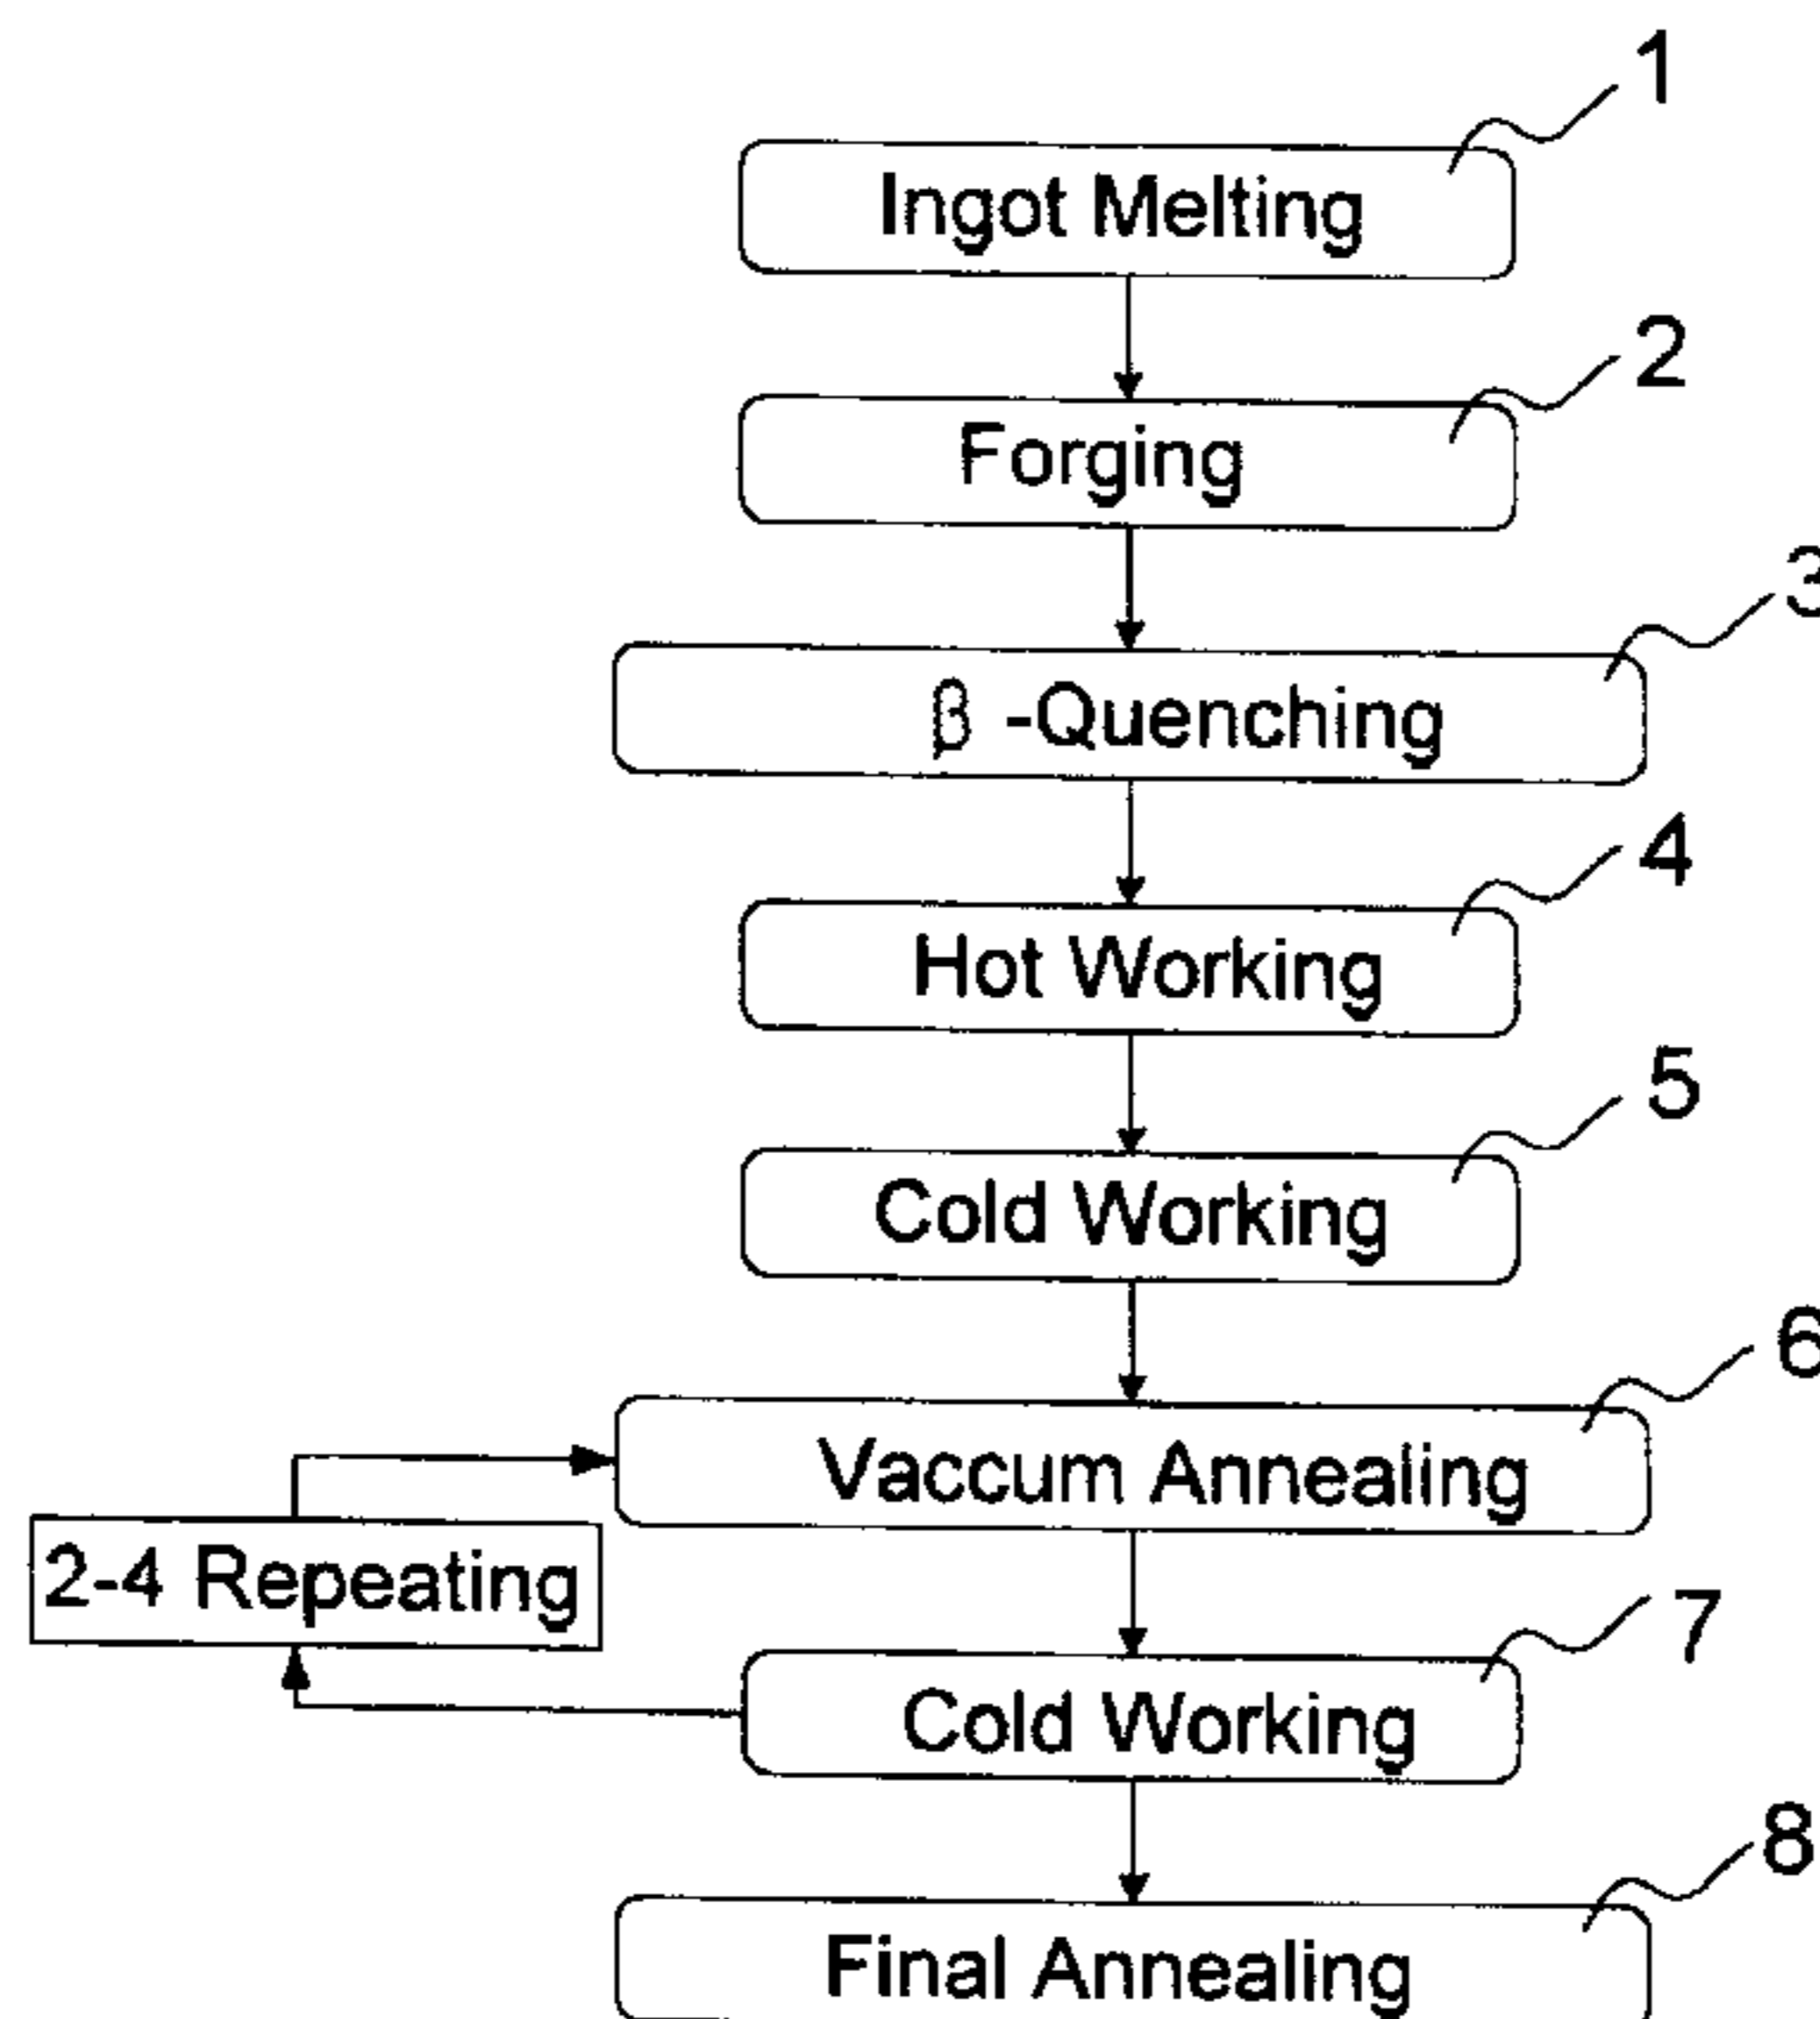 1
Ingot Melting
2
Forging
3
β -Quenching
4
Hot Working
5
Cold Working
6
Vaccum Annealing
2-4 Repeating
7
Cold Working
8
Final Annealing